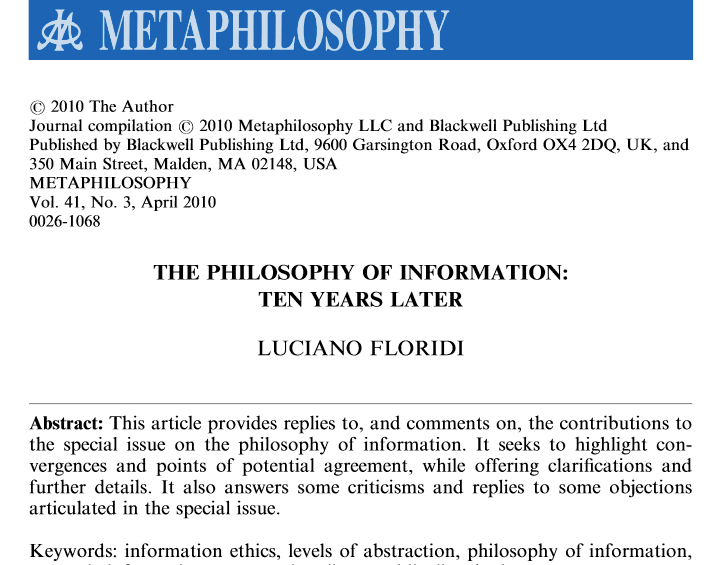 METAPHILOSOPHY
© 2010 The Author
Journal compilation © 2010 Metaphilosophy LLC and Blackwell Publishing Ltd
Published by Blackwell Publishing Ltd, 9600 Garsington Road, Oxford OX4 2DQ, UK, and
350 Main Street, Malden, MA 02148, USA
METAPHILOSOPHY
Vol. 41, No. 3, April 2010
0026-1068
THE PHILOSOPHY OF INFORMATION:
TEN YEARS LATER
LUCIANO FLORIDI
Abstract: This article provides replies to, and comments on, the contributions to
the special issue on the philosophy of information. It seeks to highlight con-
vergences and points of potential agreement, while offering clarifications and
further details. It also answers some criticisms and replies to some objections
articulated in the special issue.
Keywords: information ethics, levels of abstraction, philosophy of information,